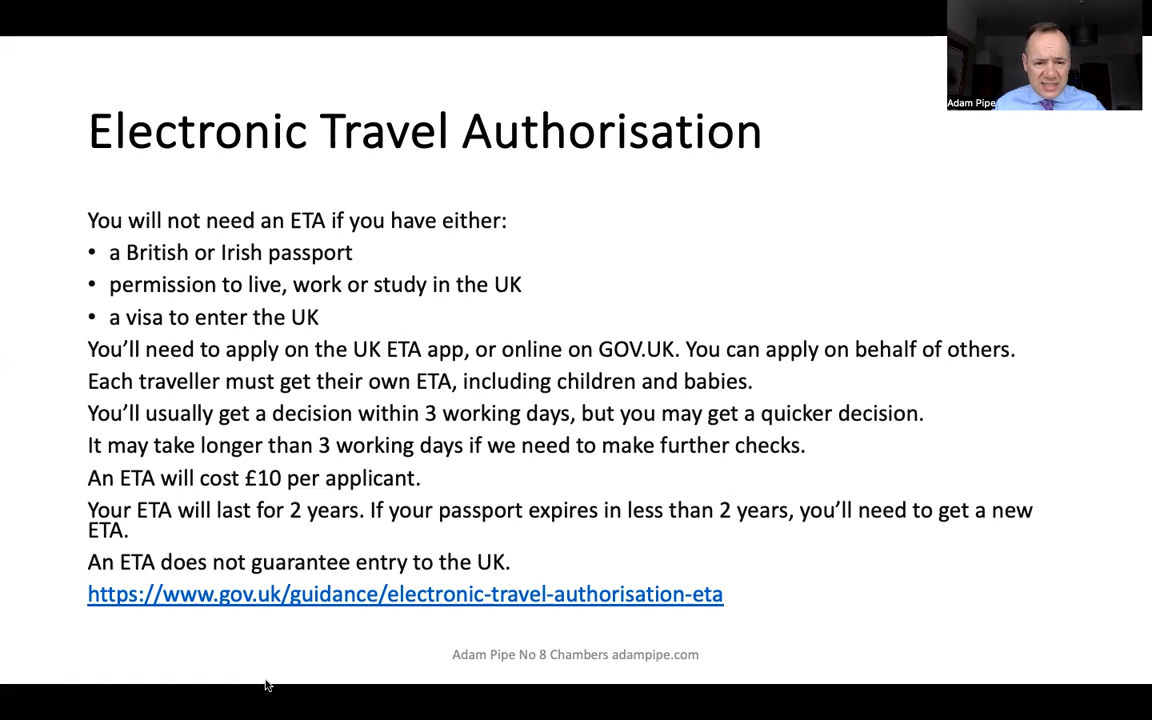 Adam Pipe
Electronic Travel Authorisation
You will not need an ETA if you have either:
• a British or Irish passport
• permission to live, work or study in the UK
• a visa to enter the UK
You’ll need to apply on the UK ETA app, or online on GOV.UK. You can apply on behalf of others.
Each traveller must get their own ETA, including children and babies.
You’ll usually get a decision within 3 working days, but you may get a quicker decision.
It may take longer than 3 working days if we need to make further checks.
An ETA will cost £10 per applicant.
Your ETA will last for 2 years. If your passport expires in less than 2 years, you’ll need to get a new
ETA.
An ETA does not guarantee entry to the UK.
https://www.gov.uk/guidance/electronic-travel-authorisation-eta
Adam Pipe No 8 Chambers adampipe.com